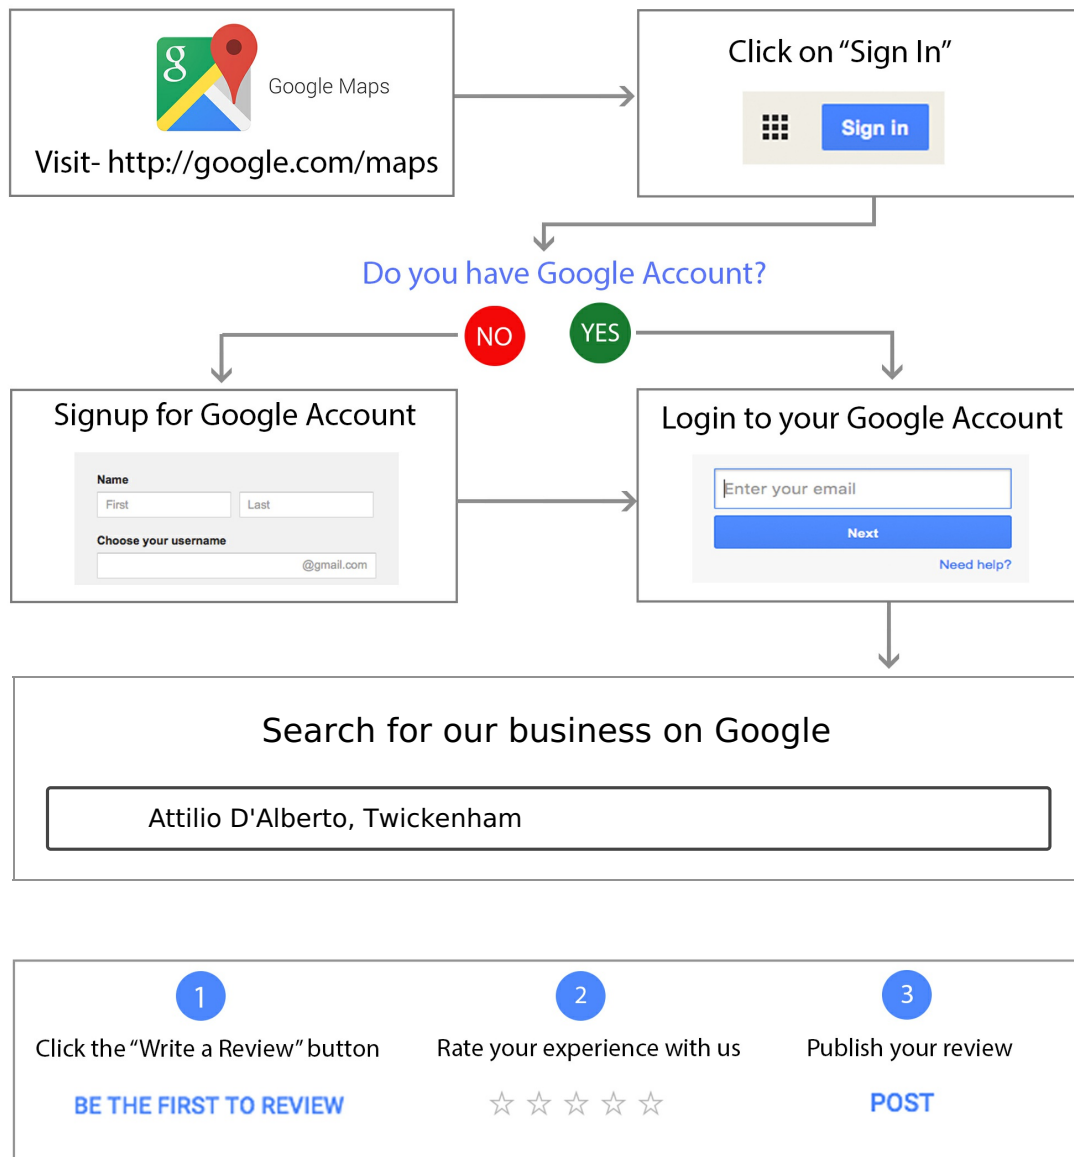 g
Google Maps
Visit- http://google.com/maps
Click on “Sign In”
Sign in
Do you have Google Account?
NO
YES
Signup for Google Account
Name
First
Last
Choose your username
@gmail.com
Login to your Google Account
Enter your email
Next
Need help?
Search for our business on Google
Attilio D'Alberto, Twickenham
1
Click the “Write a Review” button
BE THE FIRST TO REVIEW
2
Rate your experience with us
3
Publish your review
POST